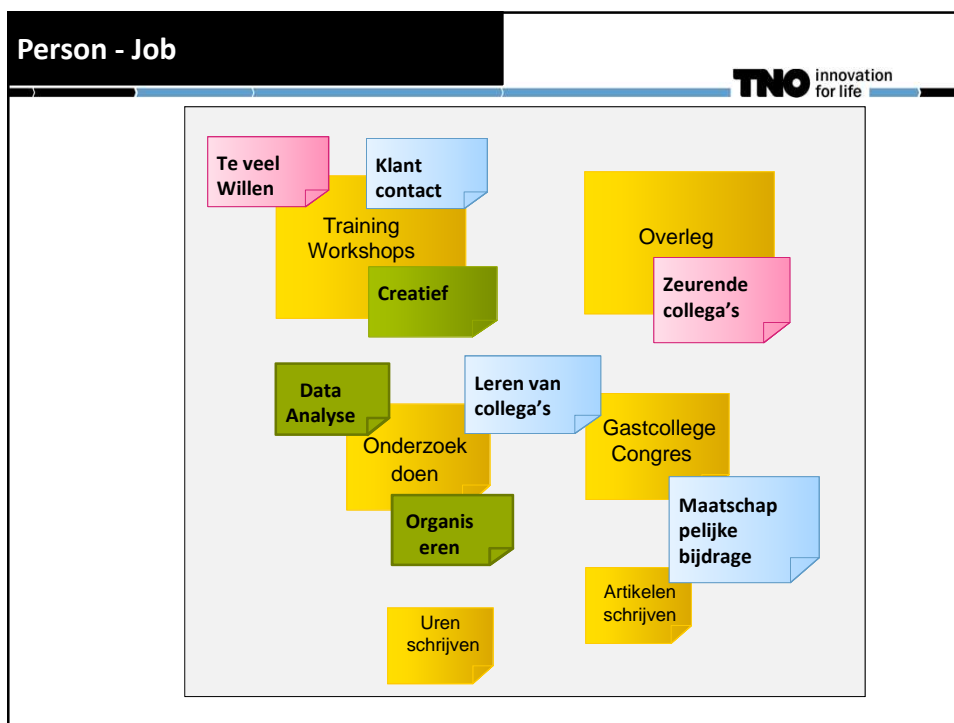 Person - Job
TNO innovation
for life
Te veel
Willen
Klant
contact
Training
Workshops
Creatief
Overleg
Zeurende
collega's
Data
Analyse
Leren van
collega's
Onderzoek
doen
Gastcollege
Congres
Organis
eren
Maatschap
pelijke
bijdrage
Artikelen
schrijven
Uren
schrijven